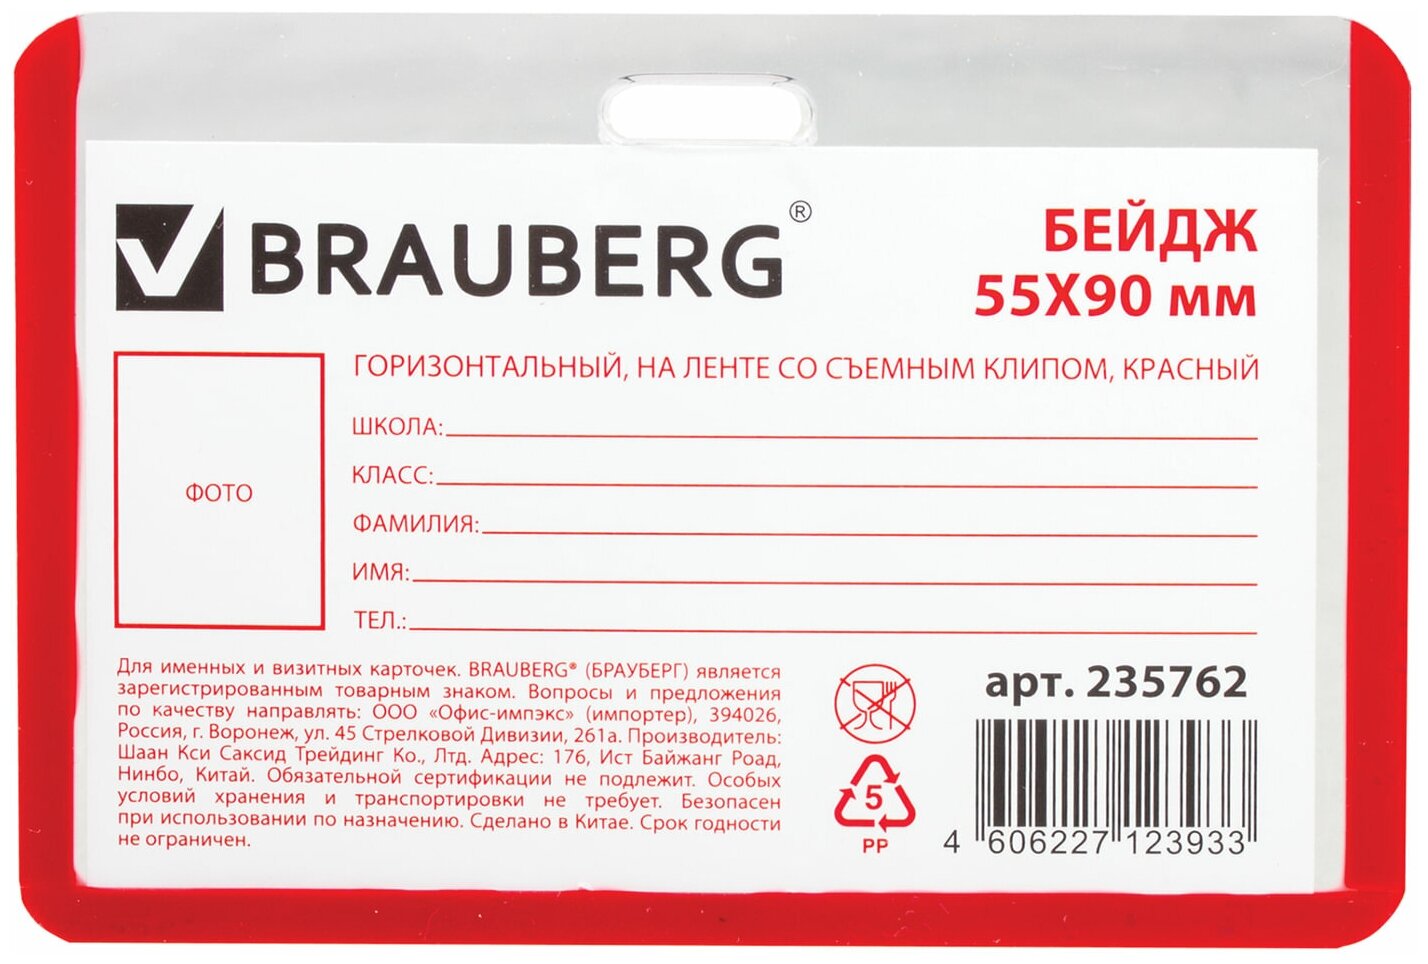 BRAUBERG®
БЕЙДЖ
55Х90 мм
ГОРИЗОНТАЛЬНЫЙ, НА ЛЕНТЕ СО СЪЕМНЫМ КЛИПОМ, КРАСНЫЙ
ФОТО
ШКОЛА:
КЛАСС:
ФАМИЛИЯ:
ИМЯ:
ТЕЛ.:
Для именных и визитных карточек. BRAUBERG® (БРАУБЕРГ) является
зарегистрированным товарным знаком. Вопросы и предложения
по качеству направлять: ООО «Офис-импэкс» (импортер), 394026,
Россия, г. Воронеж, ул. 45 Стрелковой Дивизии, 261а. Производитель:
Шаан Кси Саксид Трейдинг Ко., Лтд. Адрес: 176, Ист Байжанг Роад,
Нинбо, Китай. Обязательной сертификации не подлежит. Особых
условий хранения и транспортировки не требует. Безопасен
при использовании по назначению. Сделано в Китае. Срок годности
не ограничен.
5
PP
арт. 235762
4 606227 123933